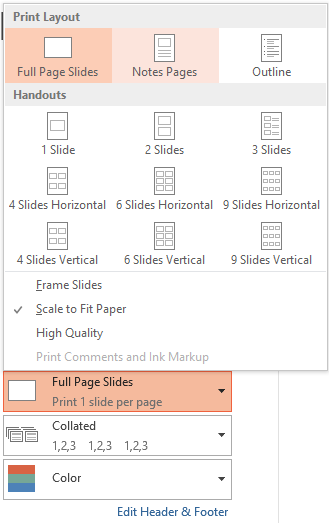 Print Layout
Full Page Slides Notes Pages Outline
Handouts
1 Slide 2 Slides 3 Slides
4 Slides Horizontal 6 Slides Horizontal 9 Slides Horizontal
4 Slides Vertical 6 Slides Vertical 9 Slides Vertical
Frame Slides
Scale to Fit Paper
High Quality
Print Comments and Ink Markup
Full Page Slides
Print 1 slide per page
Collated
1,2,3 1,2,3 1,2,3
Color
Edit Header & Footer